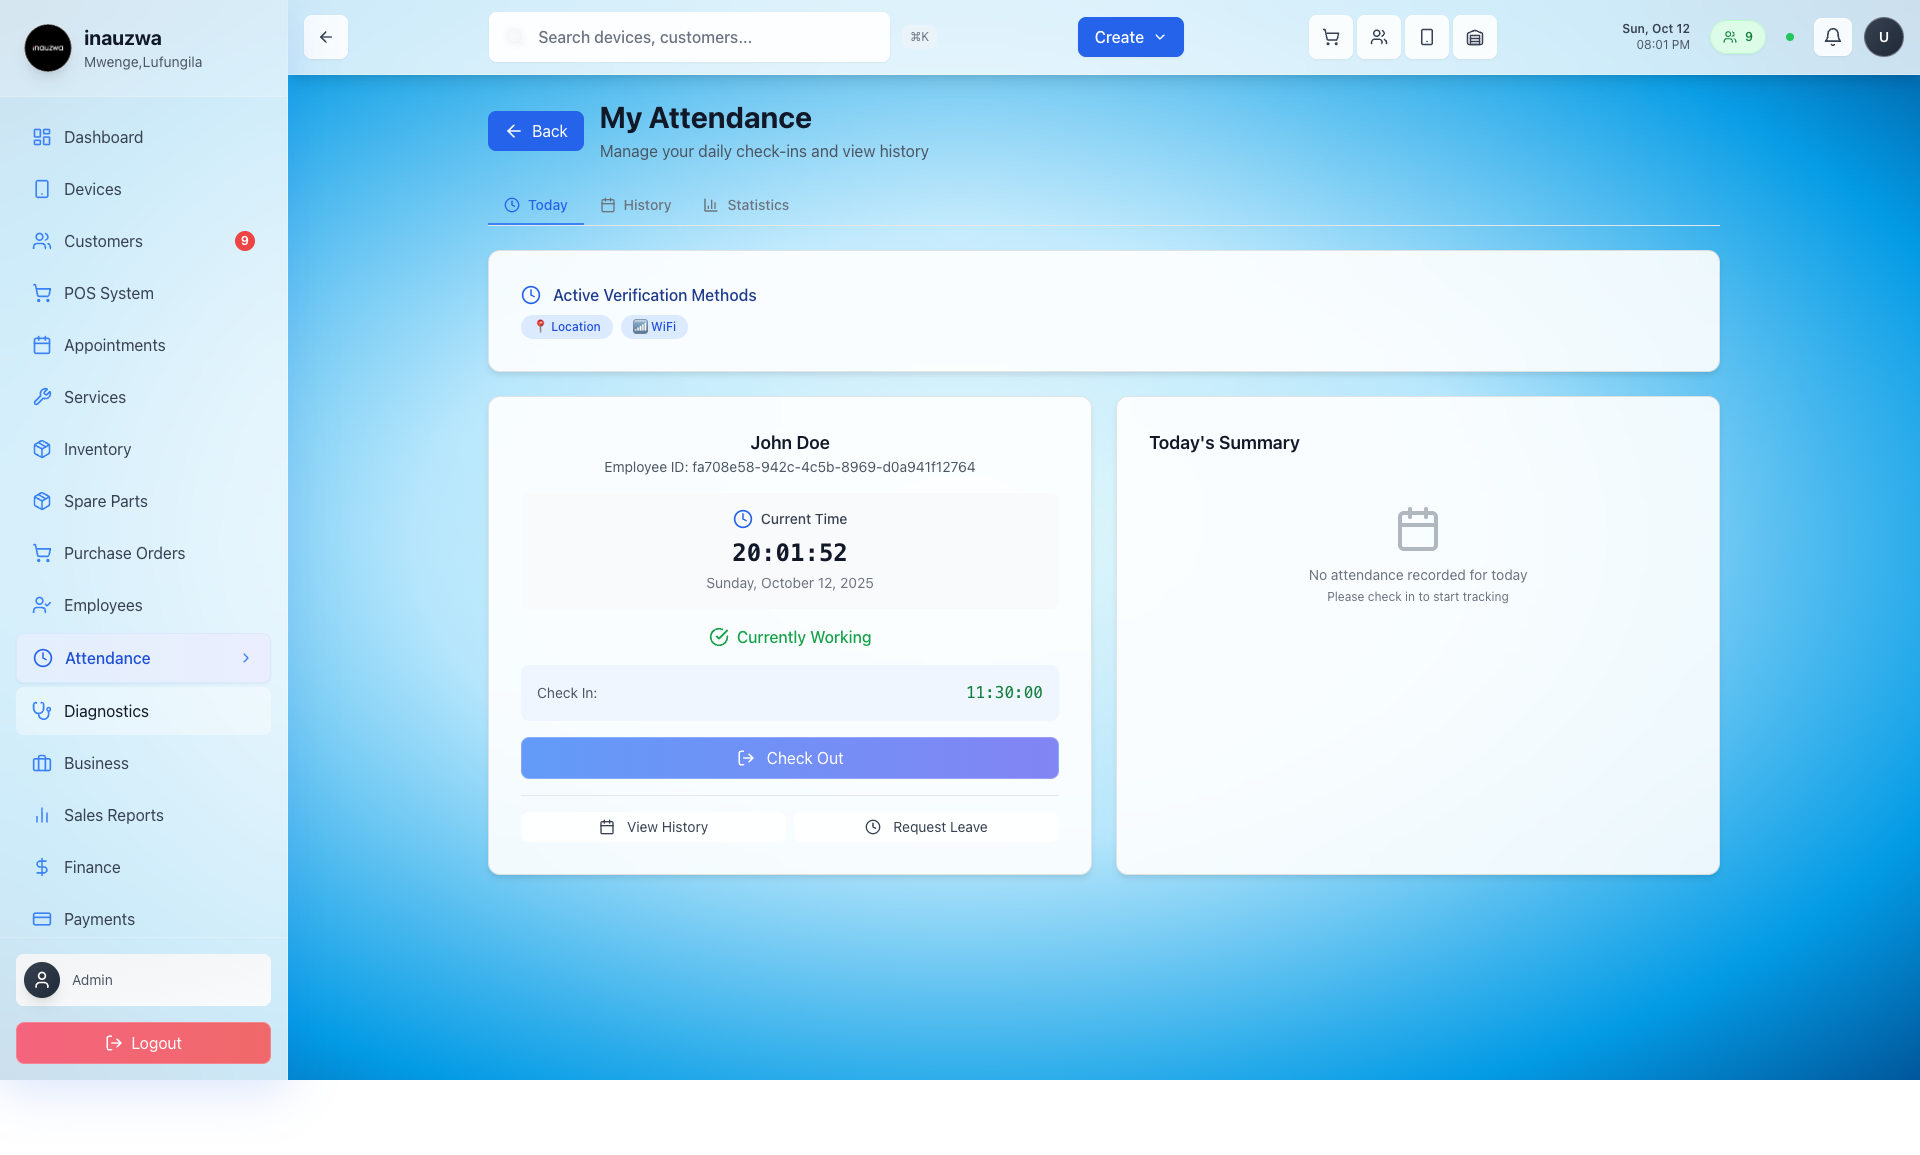 inauzwa
inauzwa
Mwenge,Lufungila
Dashboard
Devices
Customers
9
POS System
Appointments
Services
Inventory
Spare Parts
Purchase Orders
Employees
Attendance
Diagnostics
Business
Sales Reports
Finance
Payments
Admin
Logout
Search devices, customers...
⌘K
Create
Sun, Oct 12
08:01 PM
9
U
Back
My Attendance
Manage your daily check-ins and view history
Today
History
Statistics
Active Verification Methods
Location
WiFi
John Doe
Employee ID: fa708e58-942c-4c5b-8969-d0a941f12764
Current Time
20:01:52
Sunday, October 12, 2025
Currently Working
Check In:
11:30:00
Check Out
View History
Request Leave
Today's Summary
No attendance recorded for today
Please check in to start tracking